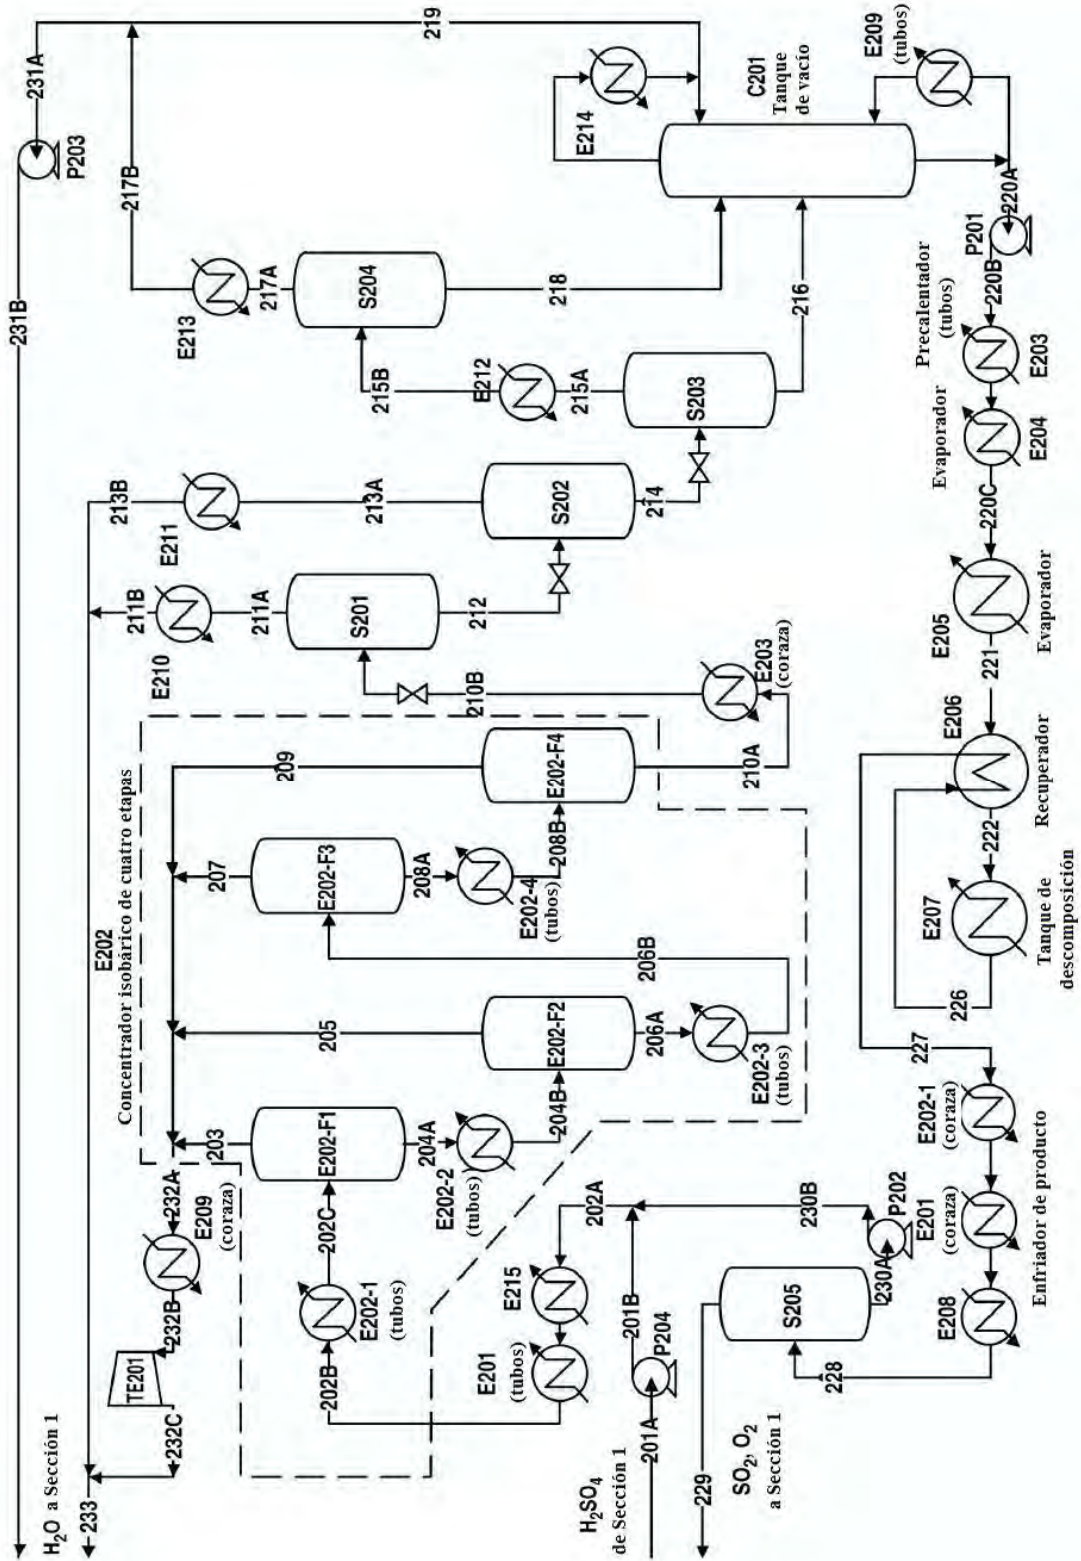 H2O a Sección 1
231B
P203
231A
219
217B
233
232C
TE201
232B
E209
(coraza)
232A
E202
Concentrador isobárico de cuatro etapas
203
E202-F1
204A
E202-2
(tubos)
204B
205
E202-F2
206A
E202-3
(tubos)
206B
207
E202-F3
208A
E202-4
(tubos)
208B
209
E202-F4
210A
E203
(coraza)
210B
202B
E202-1
(tubos)
202C
E210
211B
211A
S201
212
E211
213B
213A
S202
214
S203
215A
E212
215B
216
E213
217A
S204
218
E214
C201
Tanque
de vacío
E209
(tubos)
220A
P201
220B
Precalentador
(tubos)
E203
Evaporador
E204
220C
E205
Evaporador
221
E206
Recuperador
222
E207
Tanque de
descomposición
226
227
E202-1
(coraza)
E201
(coraza)
Enfriador de producto
E208
228
S205
230A
P202
230B
229
SO2, O2
a Sección 1
H2SO4
de Sección 1
201A
P204
201B
202A
E215
E201
(tubos)